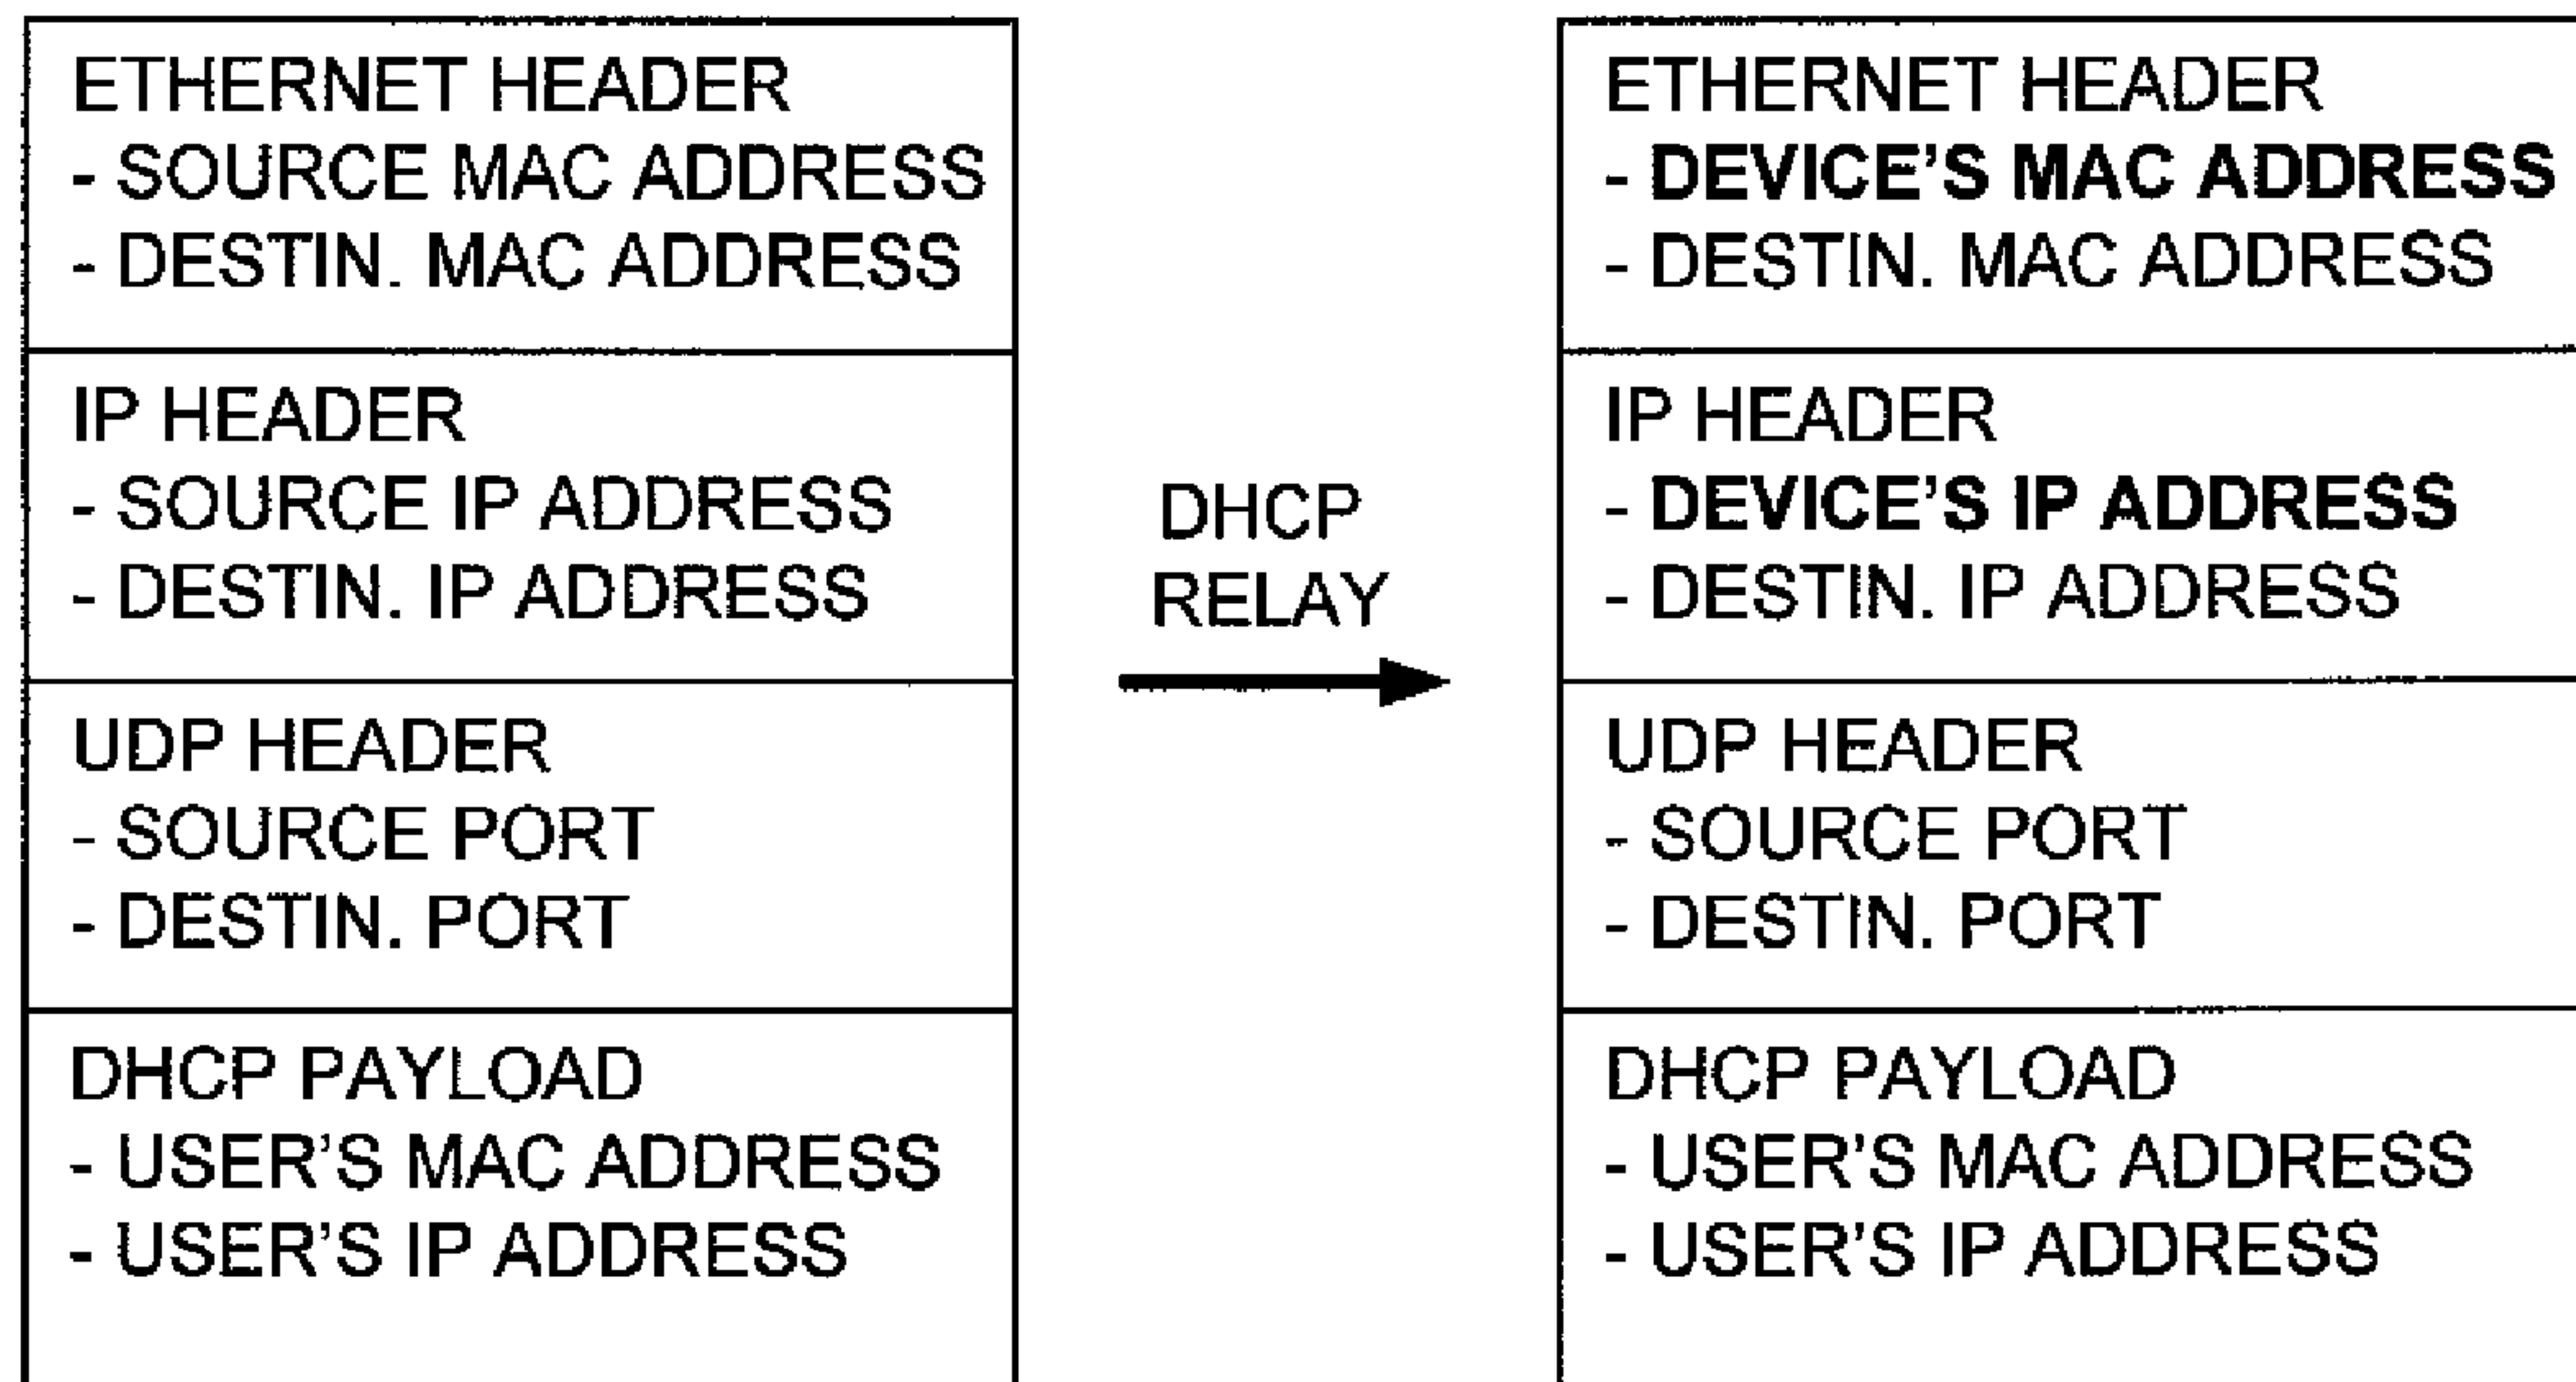 ETHERNET HEADER
- SOURCE MAC ADDRESS
- DESTIN. MAC ADDRESS
IP HEADER
- SOURCE IP ADDRESS
- DESTIN. IP ADDRESS
UDP HEADER
- SOURCE PORT
- DESTIN. PORT
DHCP PAYLOAD
- USER'S MAC ADDRESS
- USER'S IP ADDRESS
DHCP
RELAY
ETHERNET HEADER
- DEVICE'S MAC ADDRESS
- DESTIN. MAC ADDRESS
IP HEADER
- DEVICE'S IP ADDRESS
- DESTIN. IP ADDRESS
UDP HEADER
- SOURCE PORT
- DESTIN. PORT
DHCP PAYLOAD
- USER'S MAC ADDRESS
- USER'S IP ADDRESS